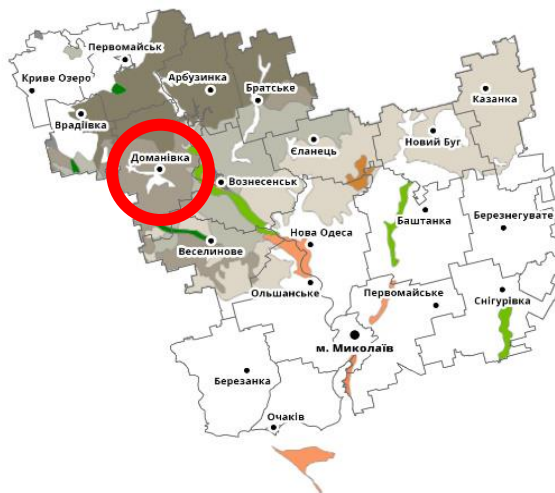 Первомайськ
Криве Озеро
Арбузинка
Братське
Врадіївка
Казанка
Доманівка
Єланець
Новий Буг
Вознесенськ
Баштанка
Березнегувате
Нова Одеса
Веселинове
Ольшанське
Первомайське
Снігурівка
м. Миколаїв
Березанка
Очаків